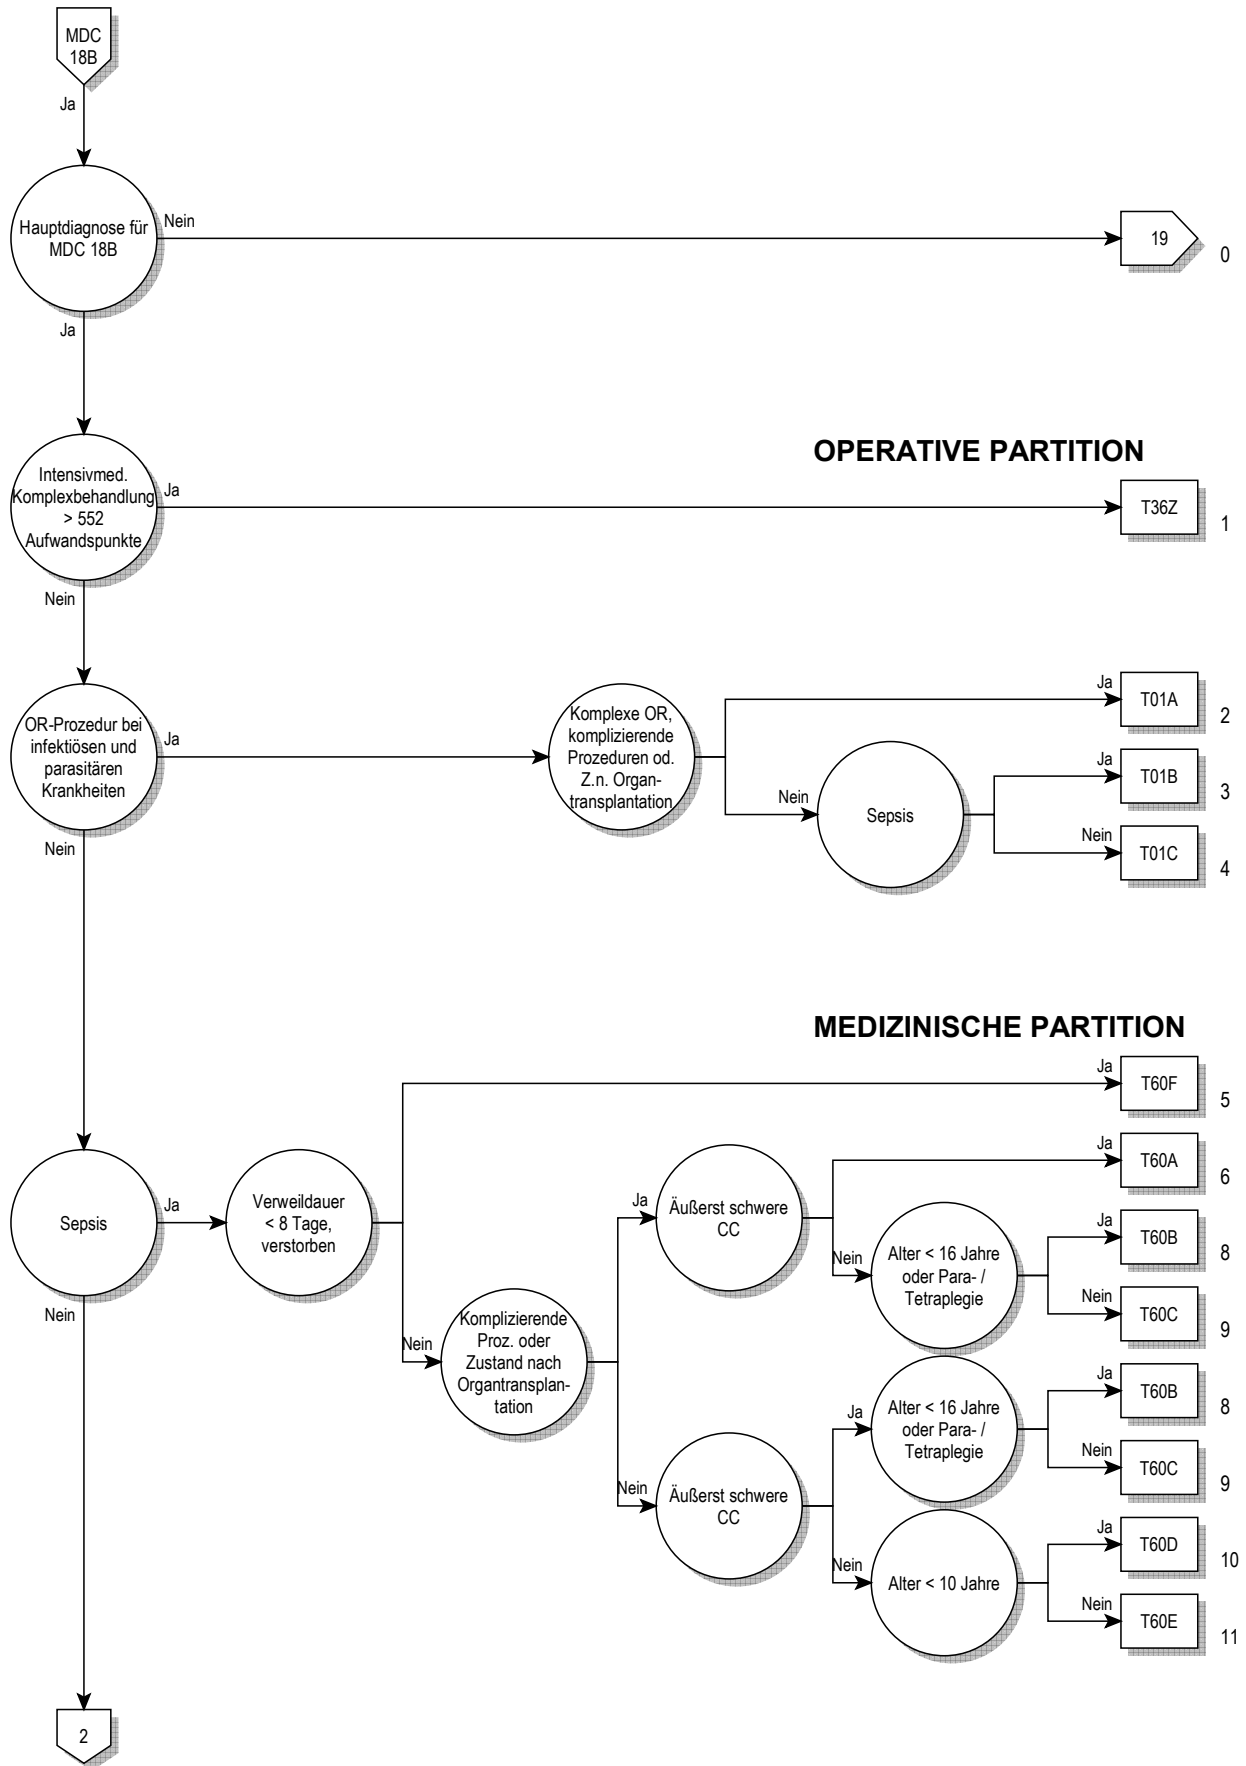 MDC
18B
Ja
Hauptdiagnose für
MDC 18B
Nein
19
0
Ja
OPERATIVE PARTITION
Intensivmed.
Komplexbehandlung
> 552
Aufwandspunkte
Ja
T36Z
1
Nein
OR-Prozedur bei
infektiösen und
parasitären
Krankheiten
Ja
Komplexe OR,
komplizierende
Prozeduren od.
Z.n. Organ-
transplantation
Ja
T01A
2
Nein
Sepsis
Ja
T01B
3
Nein
T01C
4
Nein
MEDIZINISCHE PARTITION
Sepsis
Ja
Verweildauer
< 8 Tage,
verstorben
Ja
T60F
5
Nein
Komplizierende
Proz. oder
Zustand nach
Organtransplan-
tation
Ja
Äußerst schwere
CC
Ja
T60A
6
Nein
Alter < 16 Jahre
oder Para- /
Tetraplegie
Ja
T60B
8
Nein
T60C
9
Nein
Äußerst schwere
CC
Ja
Alter < 16 Jahre
oder Para- /
Tetraplegie
Ja
T60B
8
Nein
T60C
9
Nein
Alter < 10 Jahre
Ja
T60D
10
Nein
T60E
11
Nein
2